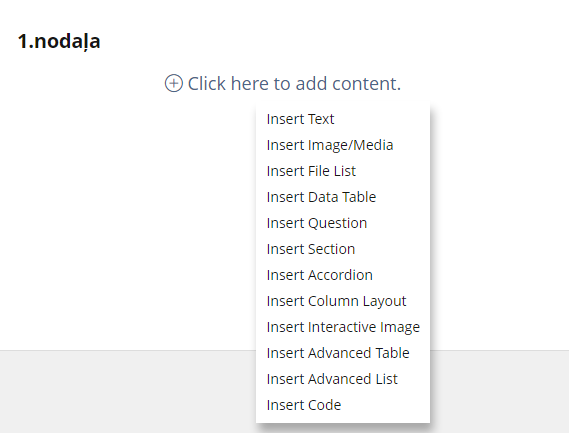 1.nodaļa
Click here to add content.
Insert Text
Insert Image/Media
Insert File List
Insert Data Table
Insert Question
Insert Section
Insert Accordion
Insert Column Layout
Insert Interactive Image
Insert Advanced Table
Insert Advanced List
Insert Code